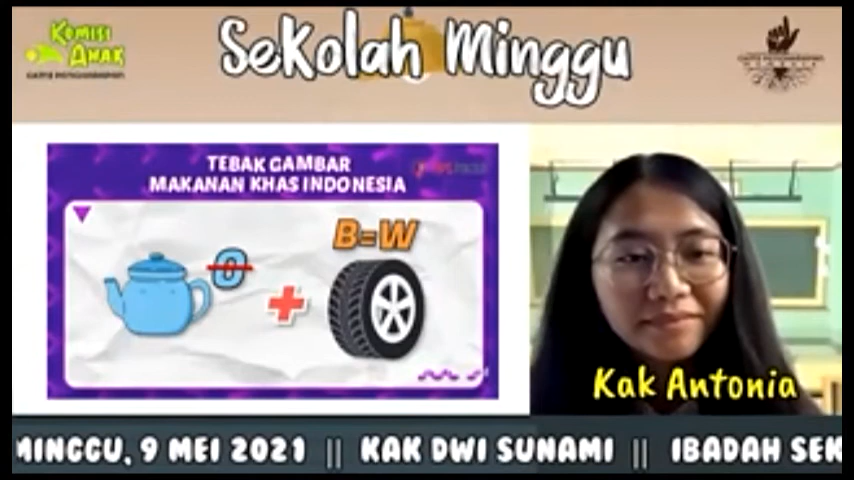 KOMISI
ANAK
Sekolah Minggu
TEBAK GAMBAR
MAKANAN KHAS INDONESIA
O
B=W
+
Kak Antonia
MINGGU, 9 MEI 2021 || KAK DWI SUNAMI || IBADAH SEK